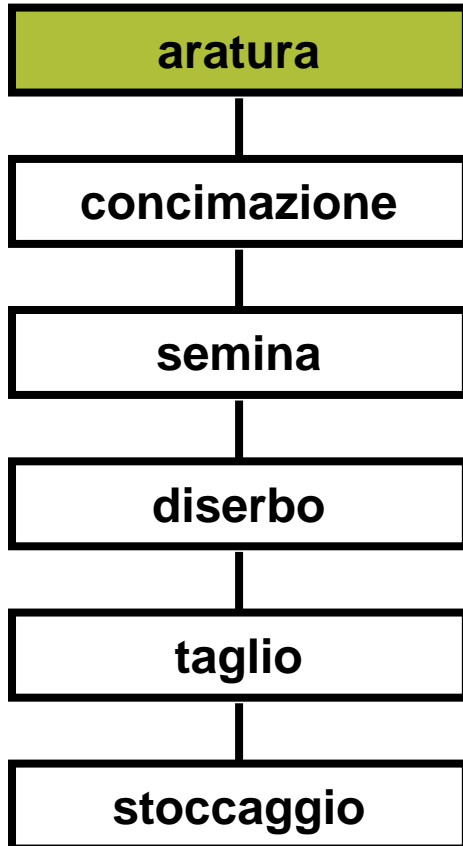 aratura
concimazione
semina
diserbo
taglio
stoccaggio